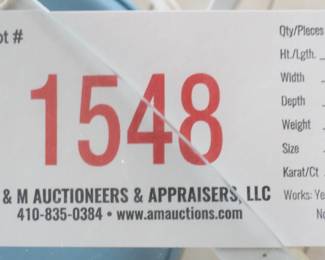 ot #
1548
& M AUCTIONEERS & APPRAISERS, LLC
410-835-0384 • www.amauctions.com
Qty/Pieces
Ht./Lgth.
Width
Depth
Weight
Size
Karat/Ct
Works: Ye
No